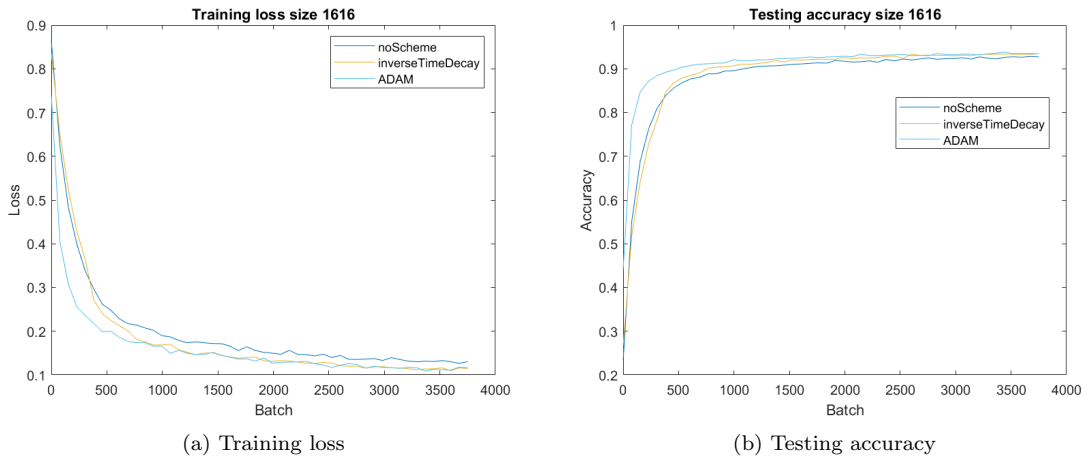 Training loss size 1616
0.9
0.8
0.7
0.6
0.5
0.4
0.3
0.2
0.1
Loss
noScheme
inverseTimeDecay
ADAM
0 500 1000 1500 2000 2500 3000 3500 4000
Batch
(a) Training loss
Testing accuracy size 1616
1
0.9
0.8
0.7
0.6
0.5
0.4
0.3
0.2
Accuracy
noScheme
inverseTimeDecay
ADAM
0 500 1000 1500 2000 2500 3000 3500 4000
Batch
(b) Testing accuracy